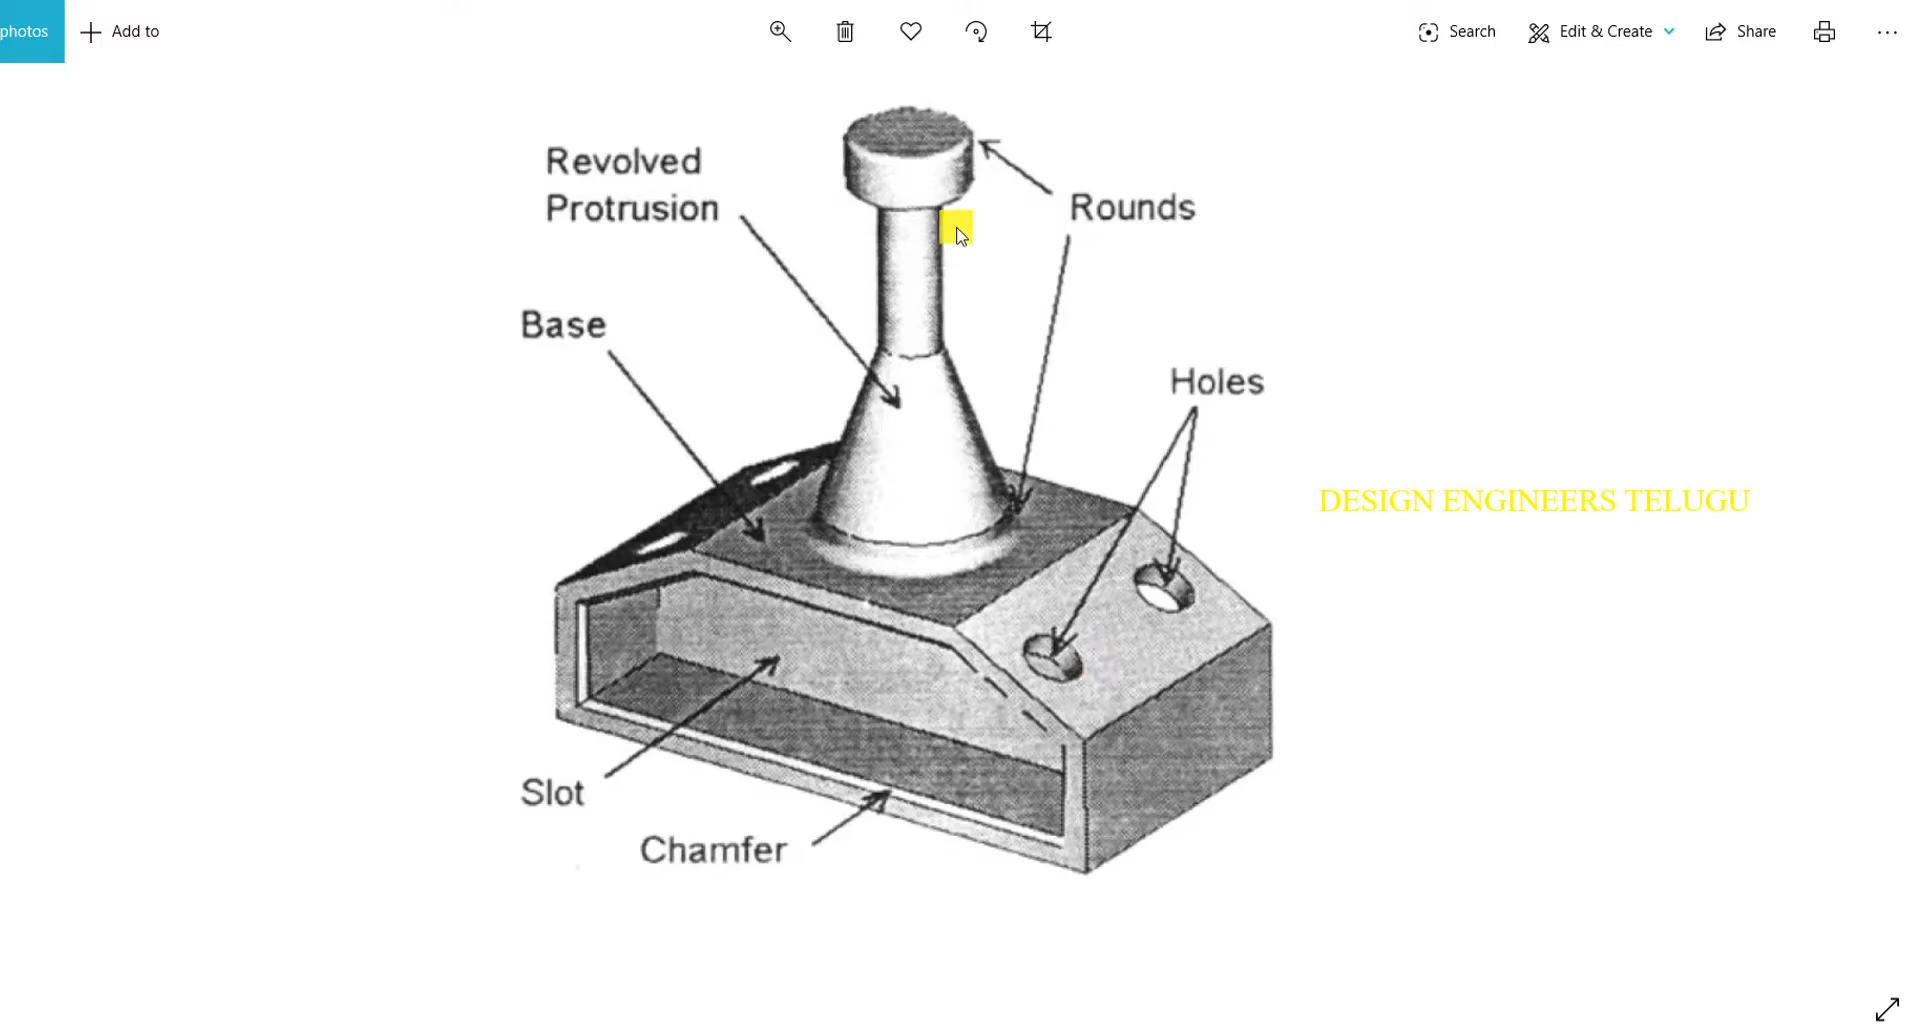 photos
Add to
Search
Edit & Create
Share
Revolved
Protrusion
Rounds
Base
Holes
DESIGN ENGINEERS TELUGU
Slot
Chamfer